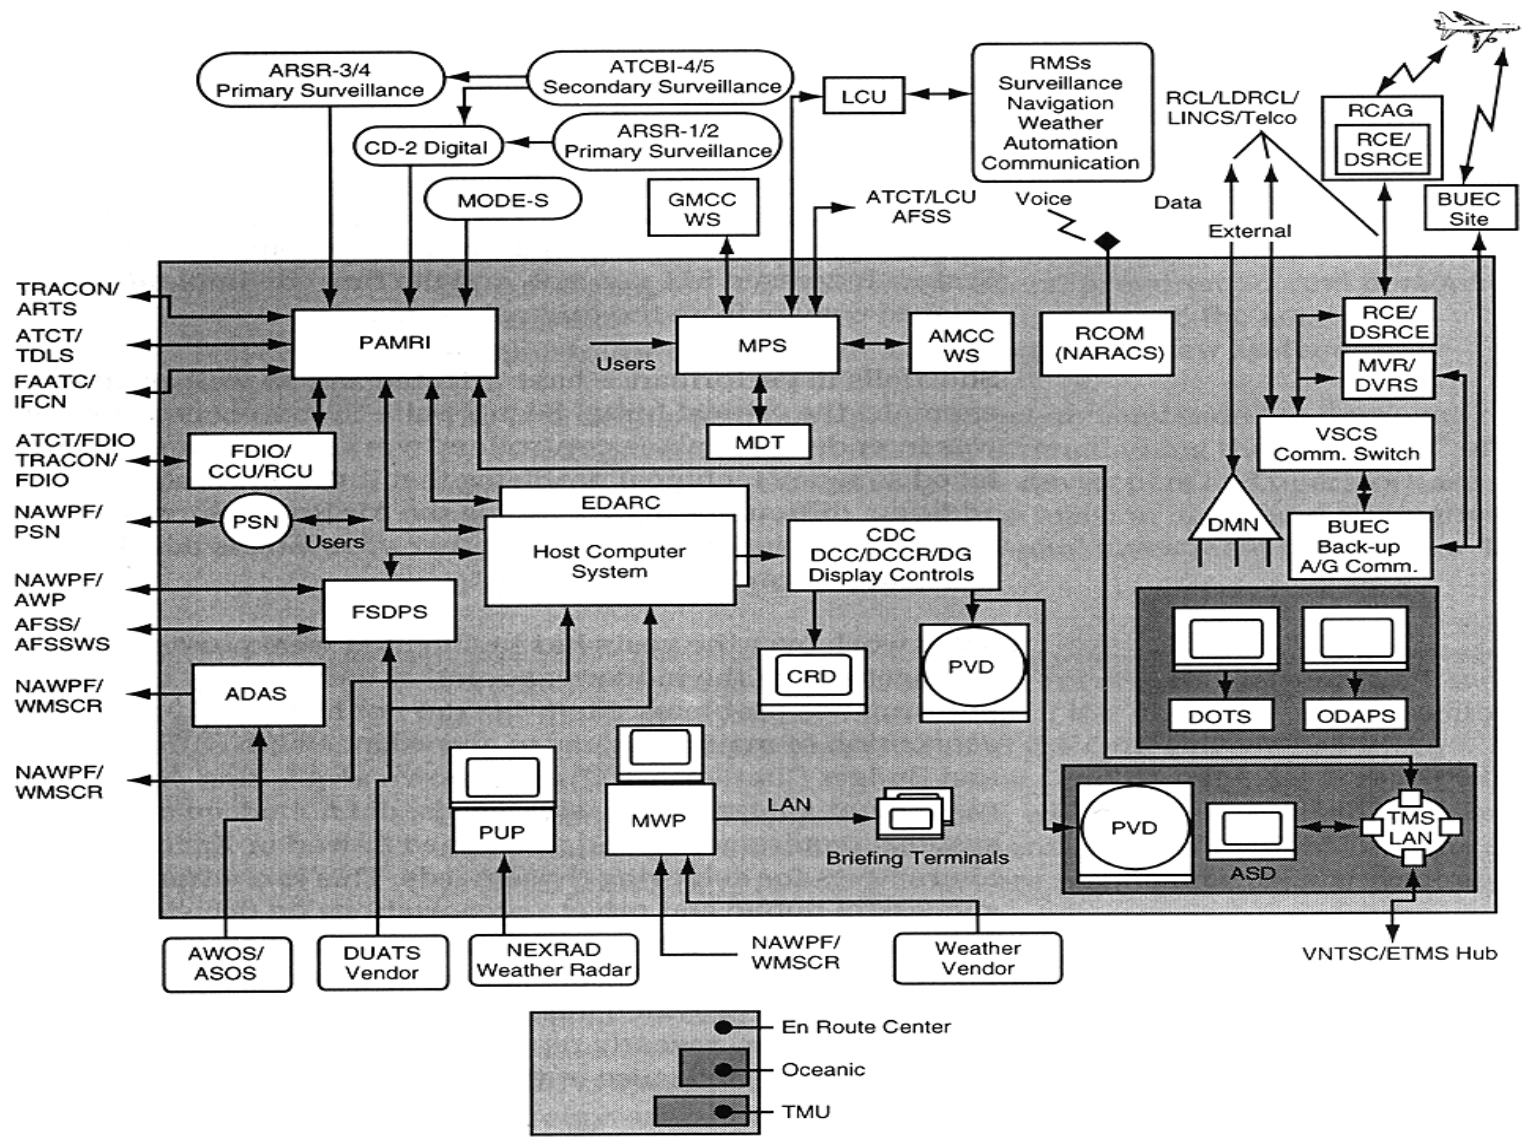 ARSR-3/4
Primary Surveillance
ATCBI-4/5
Secondary Surveillance
CD-2 Digital
ARSR-1/2
Primary Surveillance
MODE-S
GMCC
WS
LCU
RMSs
Surveillance
Navigation
Weather
Automation
Communication
ATCT/LCU
AFSS
Voice
Data
RCL/LDRCL/
LINCS/Telco
External
RCAG
RCE/
DSRCE
BUEC
Site
TRACON/
ARTS
ATCT/
TDLS
FAATC/
IFCN
ATCT/FDIO
TRACON/
FDIO
NAWPF/
PSN
NAWPF/
AWP
AFSS/
AFSSWS
NAWPF/
WMSCR
NAWPF/
WMSCR
PAMRI
Users
MPS
AMCC
WS
RCOM
(NARACS)
RCE/
DSRCE
MVR/
DVRS
FDIO/
CCU/RCU
MDT
VSCS
Comm. Switch
PSN
Users
EDARC
Host Computer
System
CDC
DCC/DCCR/DG
Display Controls
DMN
BUEC
Back-up
A/G Comm.
FSDPS
ADAS
CRD
PVD
DOTS
ODAPS
PUP
MWP
LAN
Briefing Terminals
PVD
ASD
TMS
LAN
AWOS/
ASOS
DUATS
Vendor
NEXRAD
Weather Radar
NAWPF/
WMSCR
Weather
Vendor
VNTSC/ETMS Hub
En Route Center
Oceanic
TMU